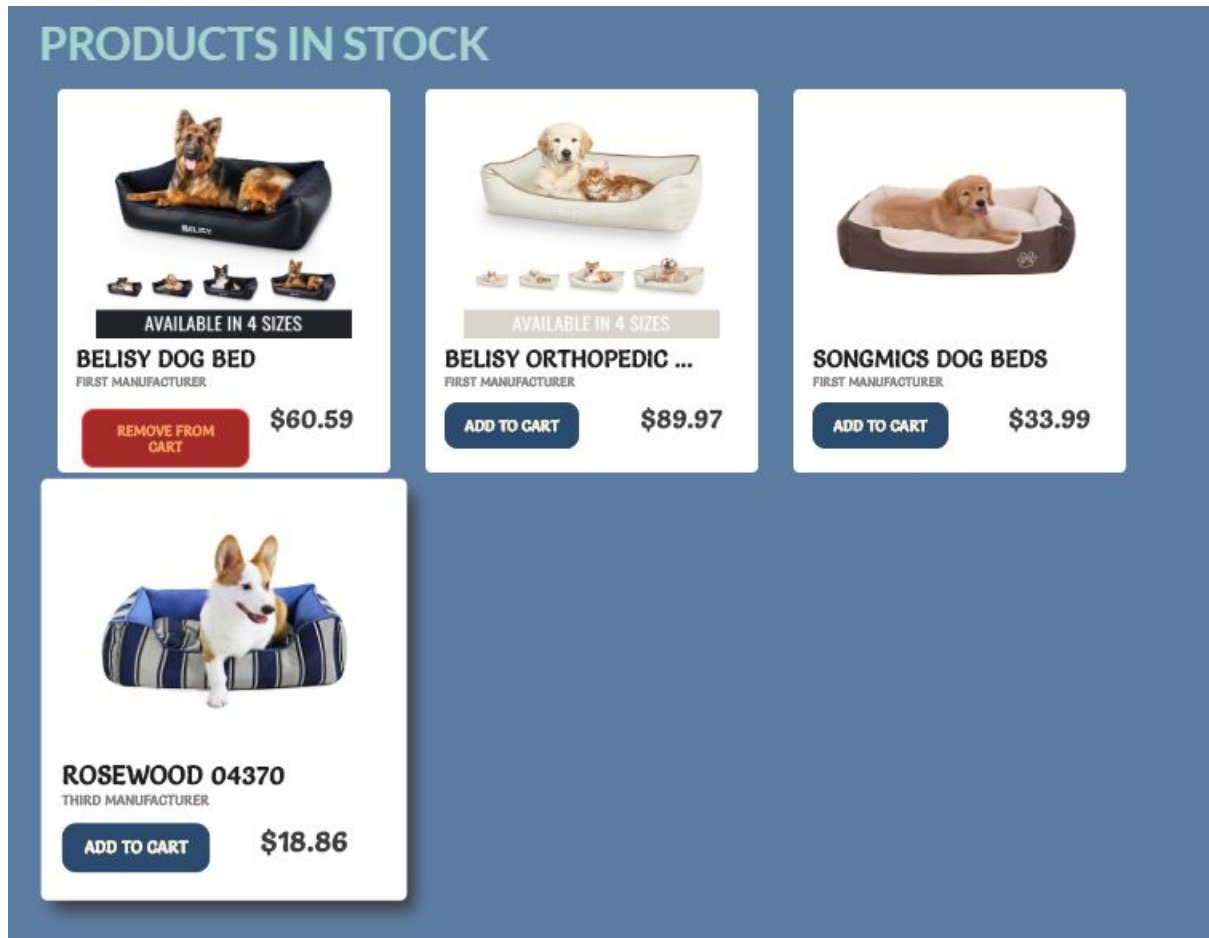 PRODUCTS IN STOCK
BELISY
AVAILABLE IN 4 SIZES
BELISY DOG BED
FIRST MANUFACTURER
REMOVE FROM
CART
$60.59
AVAILABLE IN 4 SIZES
BELISY ORTHOPEDIC ...
FIRST MANUFACTURER
ADD TO CART
$89.97
SONGMICS DOG BEDS
FIRST MANUFACTURER
ADD TO CART
$33.99
ROSEWOOD 04370
THIRD MANUFACTURER
ADD TO CART
$18.86